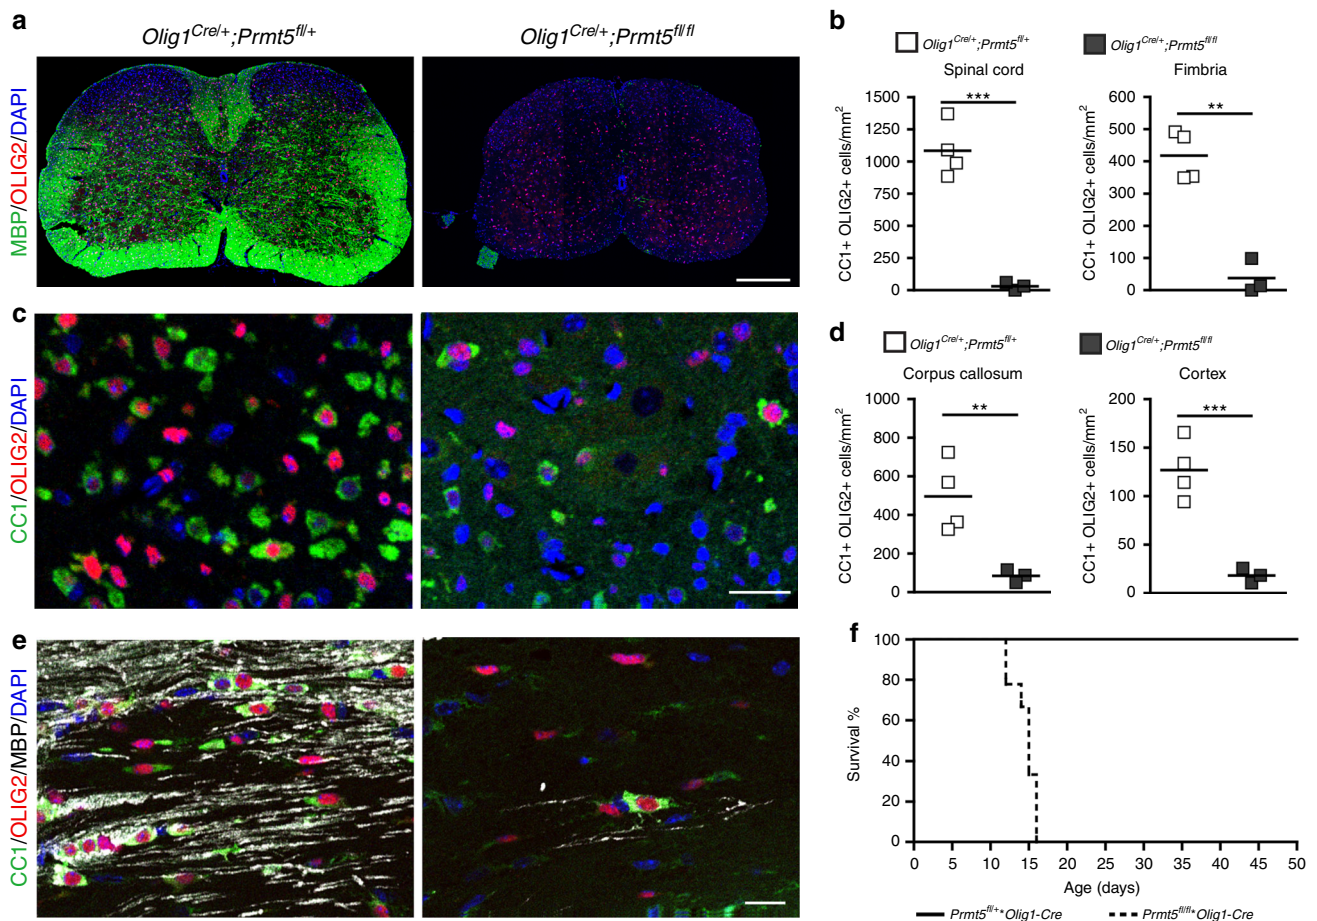 a
Olig1Cre/+;Prmt5fl/+
Olig1Cre/+;Prmt5fl/fl
MBP/OLIG2/DAPI
b
Olig1Cre/+;Prmt5fl/+
Olig1Cre/+;Prmt5fl/fl
Spinal cord
CC1+ OLIG2+ cells/mm2
1500
1250
1000
750
500
250
0
***
Fimbria
CC1+ OLIG2+ cells/mm2
600
500
400
300
200
100
0
**
c
CC1/OLIG2/DAPI
d
Olig1Cre/+;Prmt5fl/+
Olig1Cre/+;Prmt5fl/fl
Corpus callosum
CC1+ OLIG2+ cells/mm2
1000
800
600
400
200
0
**
Cortex
CC1+ OLIG2+ cells/mm2
200
150
100
50
0
***
e
CC1/OLIG2/MBP/DAPI
f
Survival %
100
80
60
40
20
0
0 5 10 15 20 25 30 35 40 45 50
Age (days)
Prmt5fl/+*Olig1-Cre
Prmt5fl/fl*Olig1-Cre